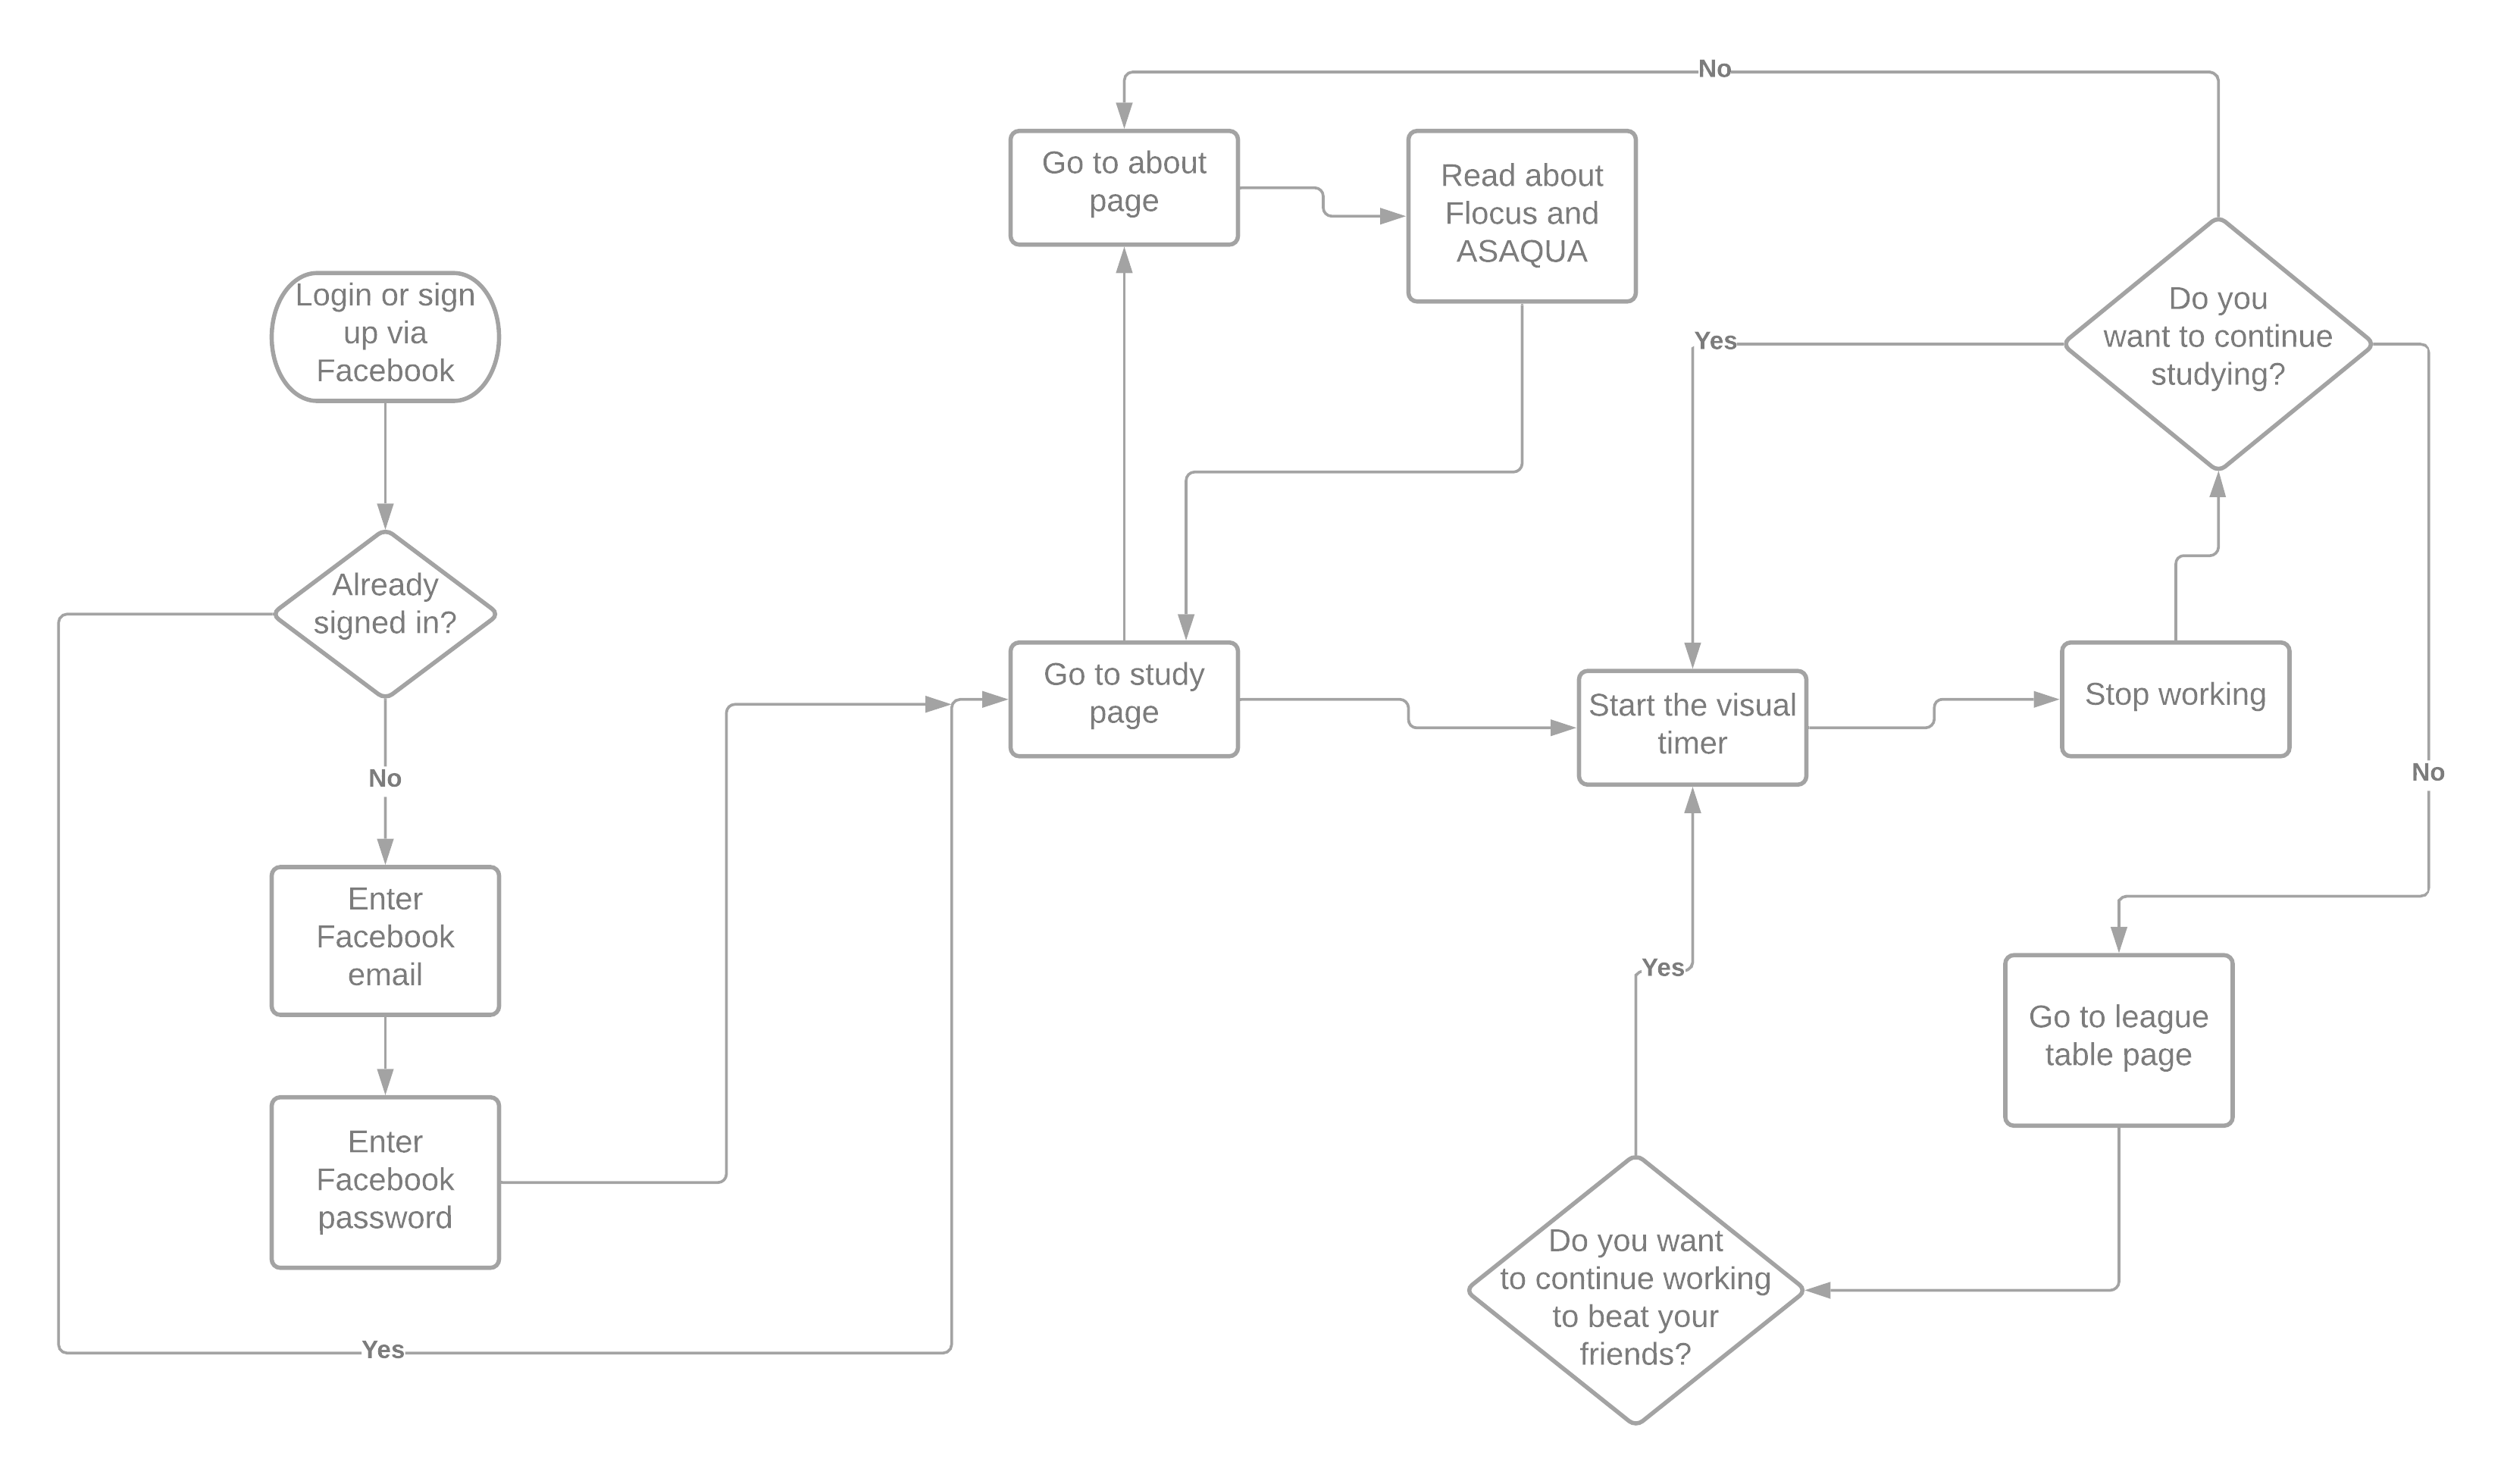 Login or sign
up via
Facebook
Already
signed in?
No
Enter
Facebook
email
Enter
Facebook
password
Yes
Go to study
page
Go to about
page
Read about
Flocus and
ASAQUA
Start the visual
timer
Stop working
Do you
want to continue
studying?
No
Yes
No
Go to league
table page
Do you want
to continue working
to beat your
friends?
Yes